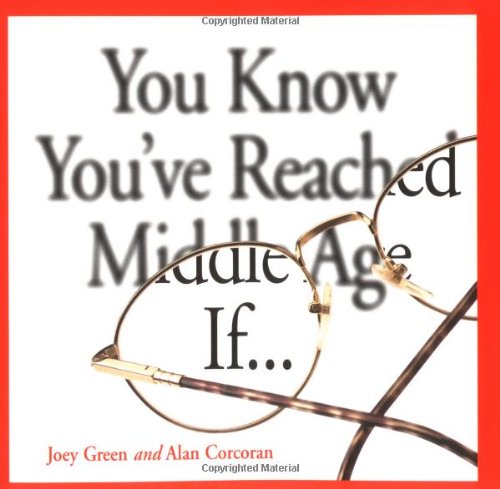 Copyrighted Material
You Know
You've Reached
Middle Age
If...
Joey Green and Alan Corcoran
Copyrighted Material